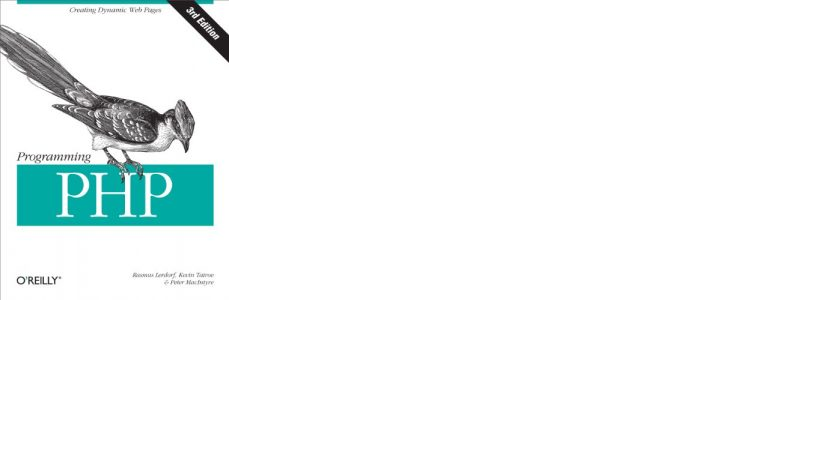 Creating Dynamic Web Pages
3rd Edition
Programming
PHP
O'REILLY®
Rasmus Lerdorf, Kevin Tatroe
& Peter MacIntyre